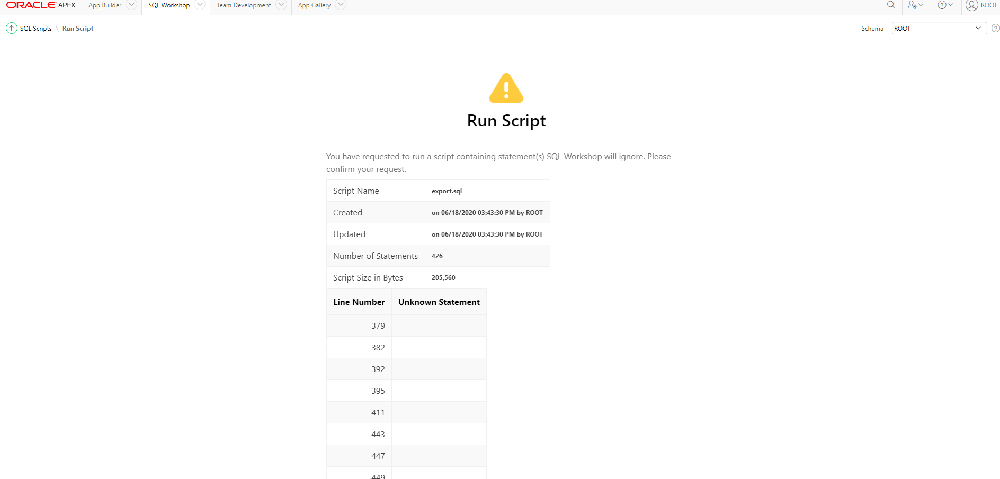 ORACLE APEX App Builder SQL Workshop Team Development App Gallery ROOT
SQL Scripts \ Run Script Schema ROOT
Run Script
You have requested to run a script containing statement(s) SQL Workshop will ignore. Please
confirm your request.
Script Name export.sql
Created on 06/18/2020 03:43:30 PM by ROOT
Updated on 06/18/2020 03:43:30 PM by ROOT
Number of Statements 426
Script Size in Bytes 205,560
Line Number Unknown Statement
379
382
392
395
411
443
447
449